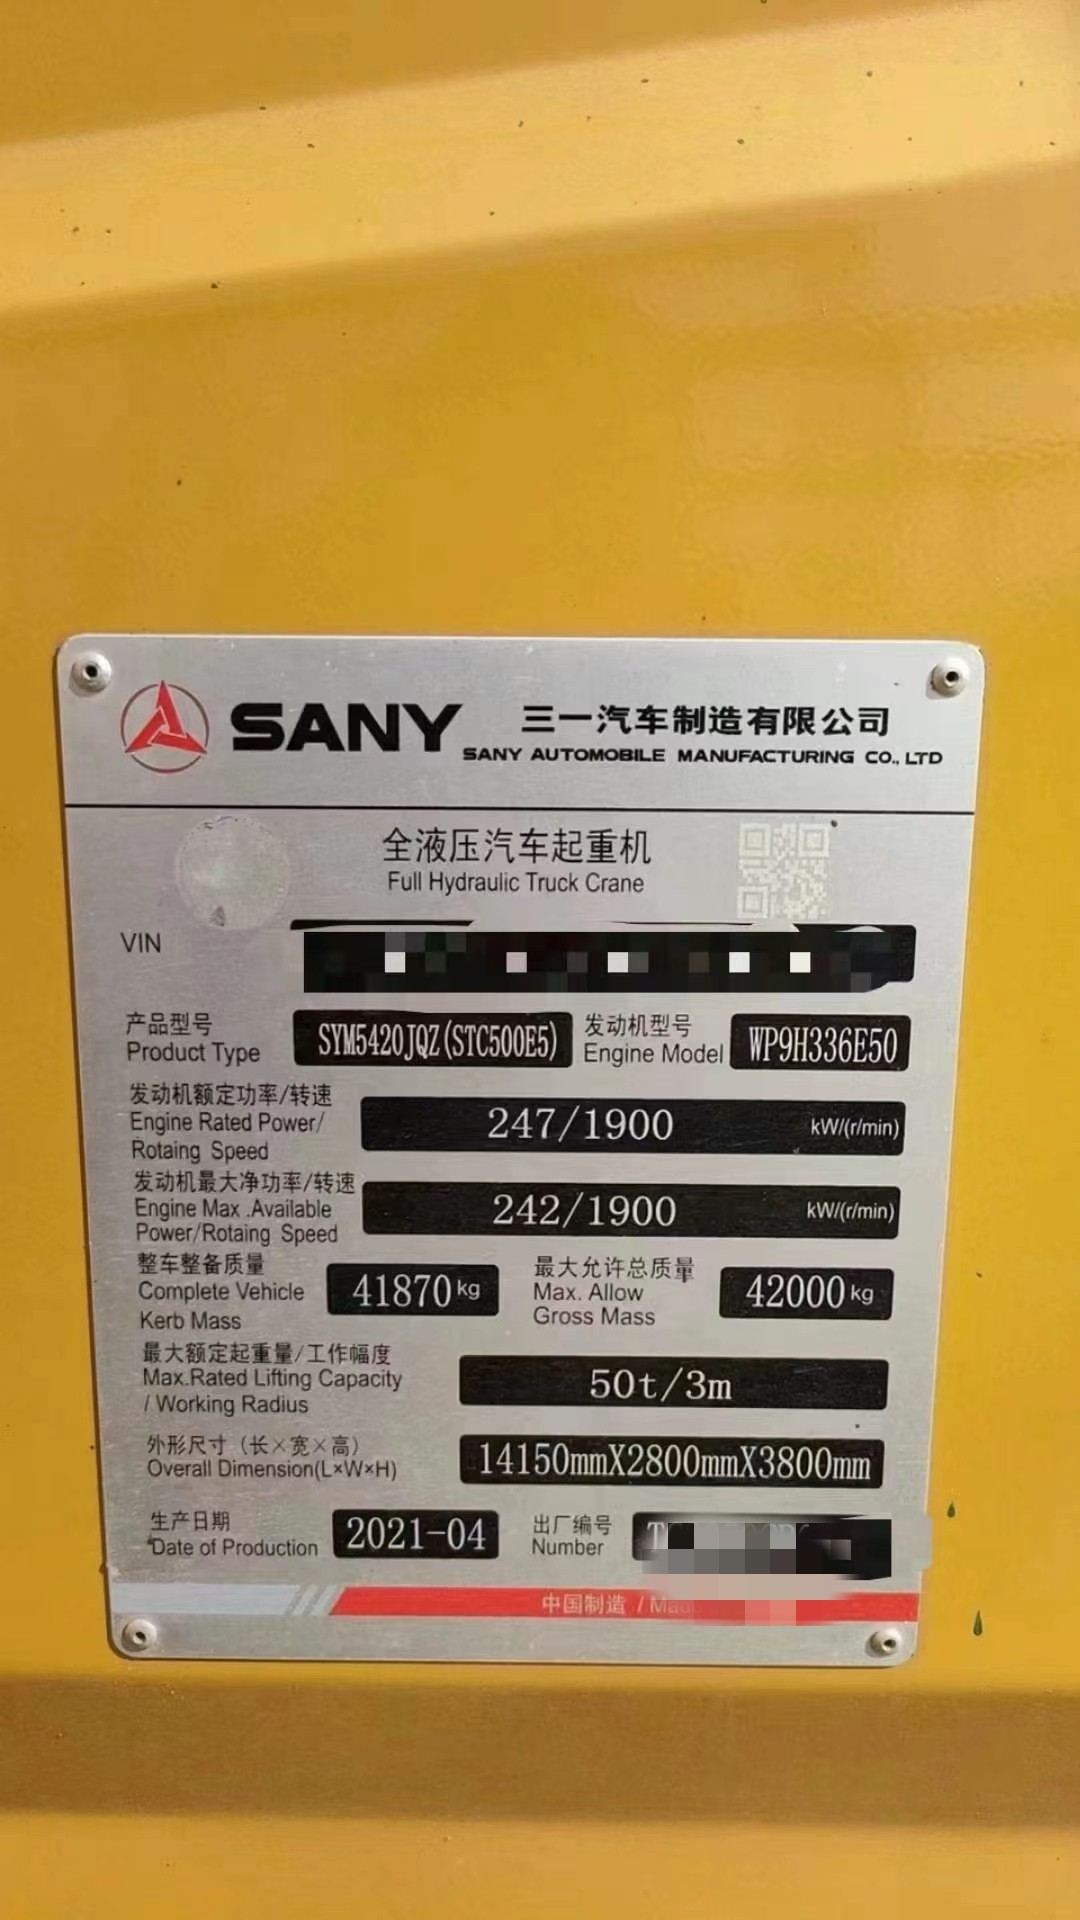 SANY 三一汽车制造有限公司
SANY AUTOMOBILE MANUFACTURING CO., LTD
全液压汽车起重机
Full Hydraulic Truck Crane
VIN
产品型号
Product Type
SYM5420JQZ(STC500E5)
发动机型号
Engine Model
WP9H336E50
发动机额定功率/转速
Engine Rated Power/
Rotaing Speed
247/1900 kW/(r/min)
发动机最大净功率/转速
Engine Max .Available
Power/Rotaing Speed
242/1900 kW/(r/min)
整车整备质量
Complete Vehicle
Kerb Mass
41870 kg
最大允许总质量
Max. Allow
Gross Mass
42000 kg
最大额定起重量/工作幅度
Max.Rated Lifting Capacity
/ Working Radius
50t/3m
外形尺寸（长×宽×高）
Overall Dimension(L×W×H)
14150mmX2800mmX3800mm
生产日期
Date of Production
2021-04
出厂编号
Number
中国制造 /